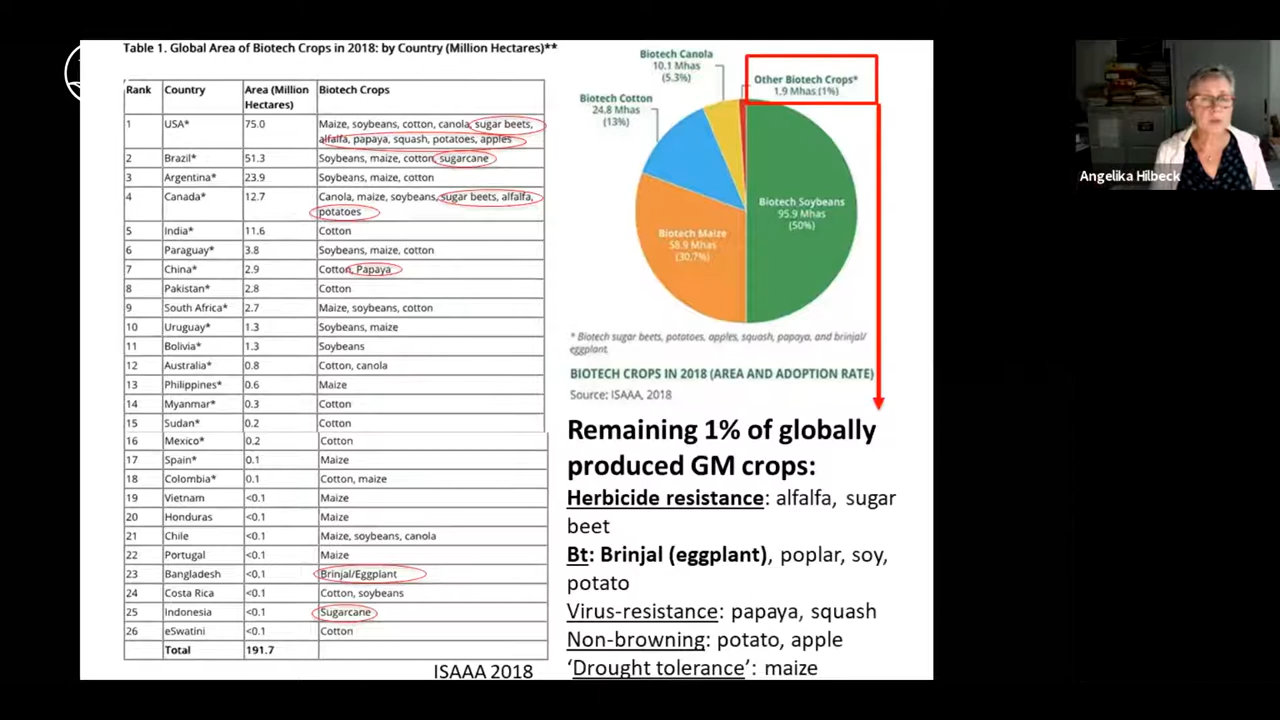 Table 1. Global Area of Biotech Crops in 2018: by Country (Million Hectares)**
Rank Country Area (Million Hectares) Biotech Crops
1 USA* 75.0 Maize, soybeans, cotton, canola, sugar beets,
alfalfa, papaya, squash, potatoes, apples
2 Brazil* 51.3 Soybeans, maize, cotton, sugarcane
3 Argentina* 23.9 Soybeans, maize, cotton
4 Canada* 12.7 Canola, maize, soybeans, sugar beets, alfalfa,
potatoes
5 India* 11.6 Cotton
6 Paraguay* 3.8 Soybeans, maize, cotton
7 China* 2.9 Cotton, Papaya
8 Pakistan* 2.8 Cotton
9 South Africa* 2.7 Maize, soybeans, cotton
10 Uruguay* 1.3 Soybeans, maize
11 Bolivia* 1.3 Soybeans
12 Australia* 0.8 Cotton, canola
13 Philippines* 0.6 Maize
14 Myanmar* 0.3 Cotton
15 Sudan* 0.2 Cotton
16 Mexico* 0.2 Cotton
17 Spain* 0.1 Maize
18 Colombia* 0.1 Cotton, maize
19 Vietnam <0.1 Maize
20 Honduras <0.1 Maize
21 Chile <0.1 Maize, soybeans, canola
22 Portugal <0.1 Maize
23 Bangladesh <0.1 Brinjal/Eggplant
24 Costa Rica <0.1 Cotton, soybeans
25 Indonesia <0.1 Sugarcane
26 eSwatini <0.1 Cotton
Total 191.7
ISAAA 2018
Biotech Canola
10.1 Mhas
(5.3%)
Other Biotech Crops*
1.9 Mhas (1%)
Biotech Cotton
24.8 Mhas
(13%)
Biotech Soybeans
95.9 Mhas
(50%)
Biotech Maize
58.9 Mhas
(30.7%)
* Biotech sugar beets, potatoes, apples, squash, papaya, and brinjal/
eggplant.
BIOTECH CROPS IN 2018 (AREA AND ADOPTION RATE)
Source: ISAAA, 2018
Remaining 1% of globally
produced GM crops:
Herbicide resistance: alfalfa, sugar
beet
Bt: Brinjal (eggplant), poplar, soy,
potato
Virus-resistance: papaya, squash
Non-browning: potato, apple
‘Drought tolerance’: maize
Angelika Hilbeck